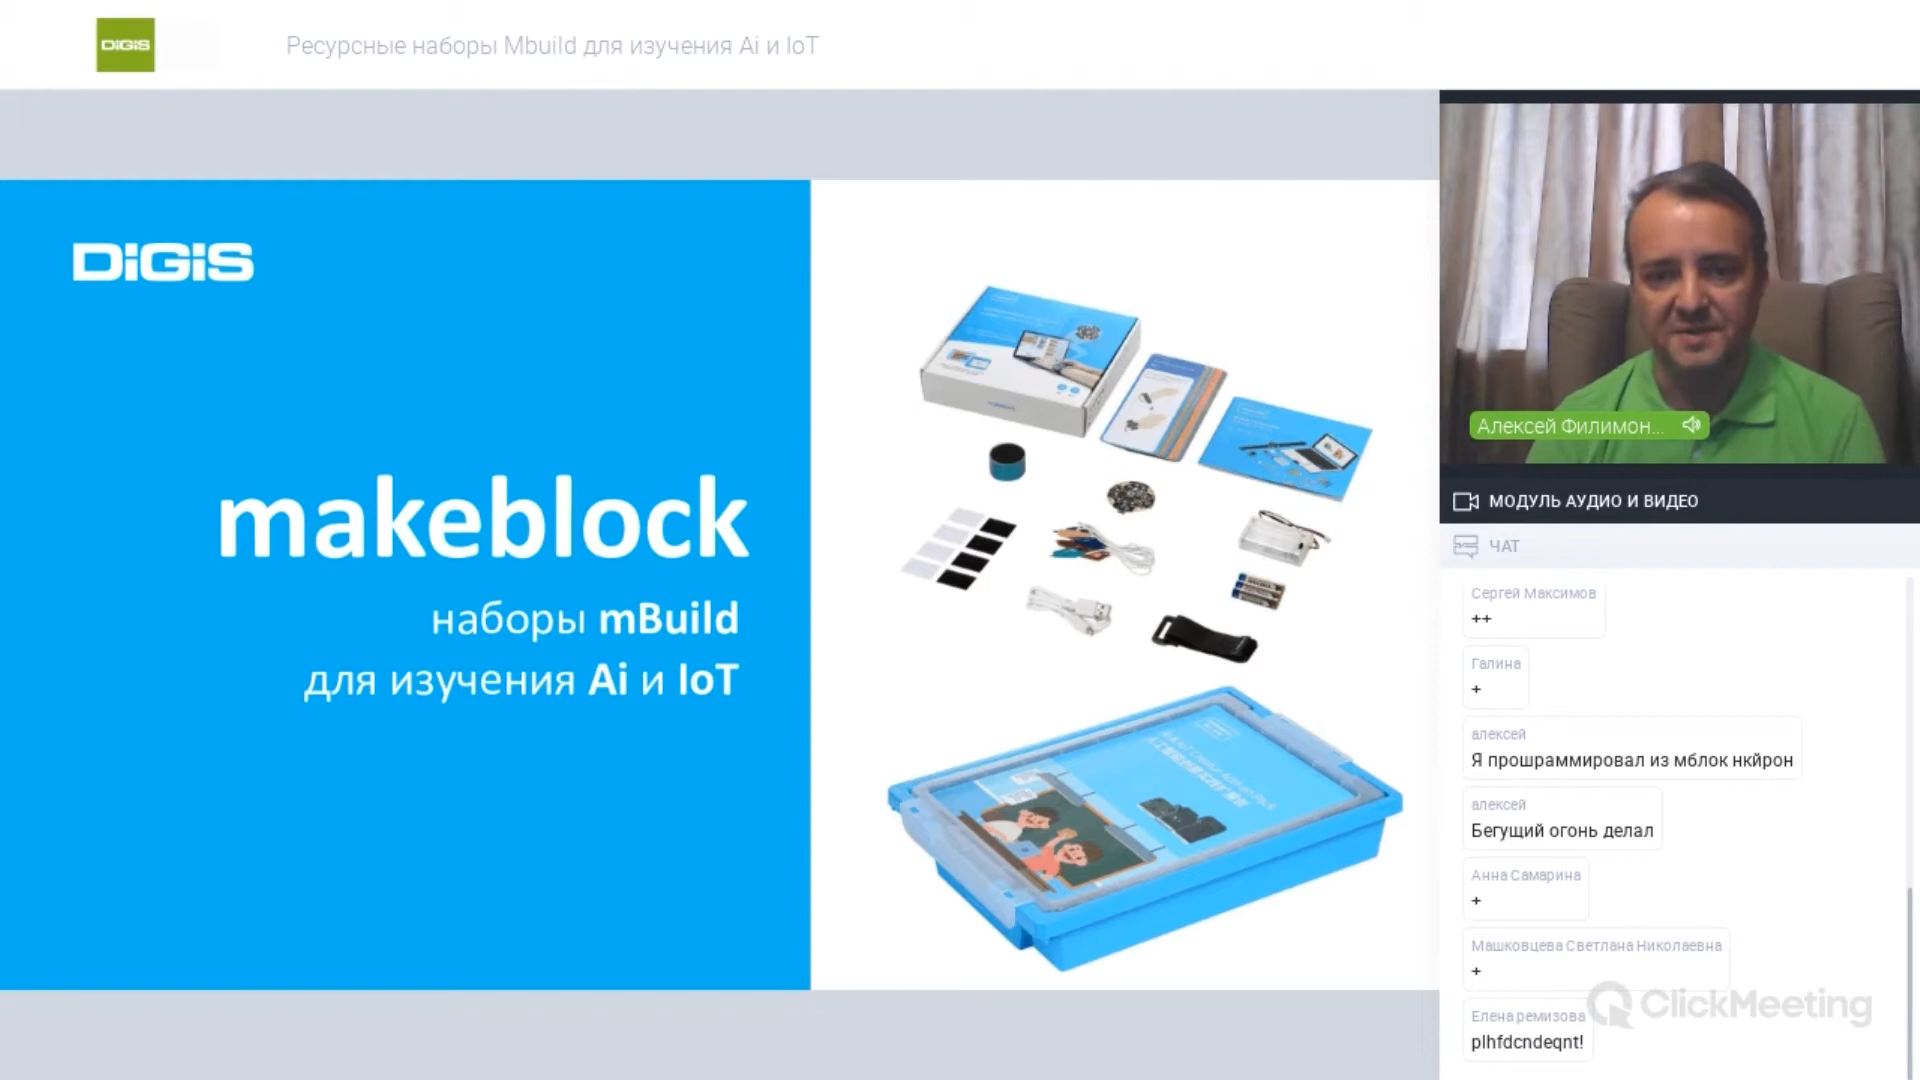 DiGiS
Ресурсные наборы Mbuild для изучения Ai и IoT
DiGiS
makeblock
наборы mBuild
для изучения Ai и IoT
Алексей Филимон...
МОДУЛЬ АУДИО И ВИДЕО
ЧАТ
Сергей Максимов
++
Галина
+
алексей
Я прошраммировал из мблок нкйрон
алексей
Бегущий огонь делал
Анна Самарина
+
Машковцева Светлана Николаевна
+
Елена ремизова
plhfdcndeqnt!
ClickMeeting